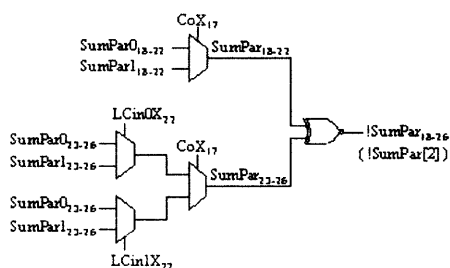 CoX17
SumPar018-22
SumPar118-22
SumPar18-22
LCin0X22
SumPar023-26
SumPar123-26
CoX17
SumPar23-26
SumPar023-26
SumPar123-26
LCin1X22
!SumPar18-26
(!SumPar[2])